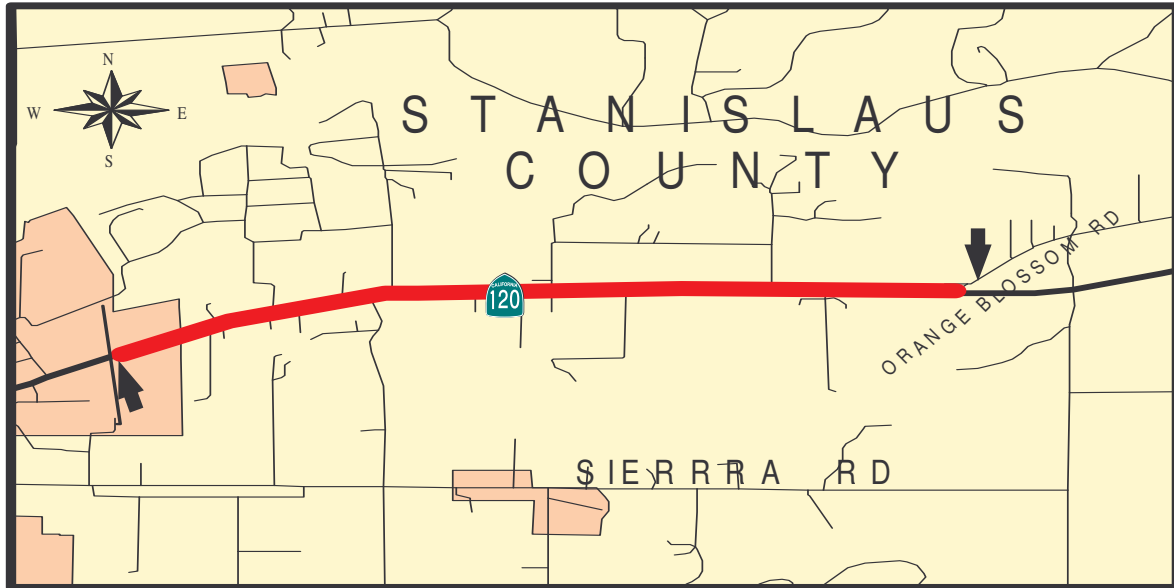 N
W E
S
STANISLAUS
COUNTY
ORANGE BLOSSOM RD
CALIFORNIA
120
SIERRRA RD